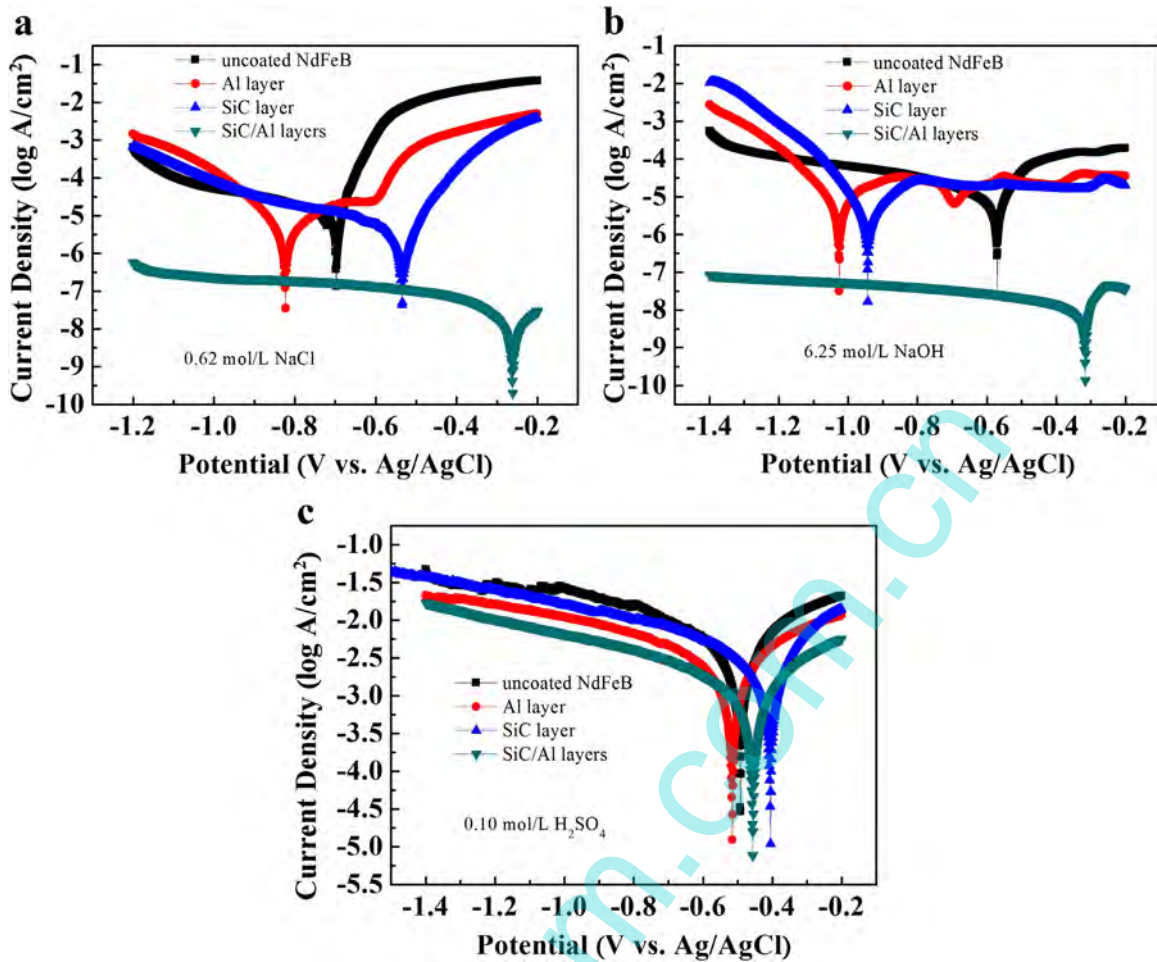 a
Current Density (log A/cm²)
-1
-2
-3
-4
-5
-6
-7
-8
-9
-10
uncoated NdFeB
Al layer
SiC layer
SiC/Al layers
0,62 mol/L NaCl
-1.2 -1.0 -0.8 -0.6 -0.4 -0.2
Potential (V vs. Ag/AgCl)
b
Current Density (log A/cm²)
-1
-2
-3
-4
-5
-6
-7
-8
-9
-10
uncoated NdFeB
Al layer
SiC layer
SiC/Al layers
6.25 mol/L NaOH
-1.4 -1.2 -1.0 -0.8 -0.6 -0.4 -0.2
Potential (V vs. Ag/AgCl)
c
Current Density (log A/cm²)
-1.0
-1.5
-2.0
-2.5
-3.0
-3.5
-4.0
-4.5
-5.0
-5.5
uncoated NdFeB
Al layer
SiC layer
SiC/Al layers
0.10 mol/L H₂SO₄
-1.4 -1.2 -1.0 -0.8 -0.6 -0.4 -0.2
Potential (V vs. Ag/AgCl)
m.com.cn